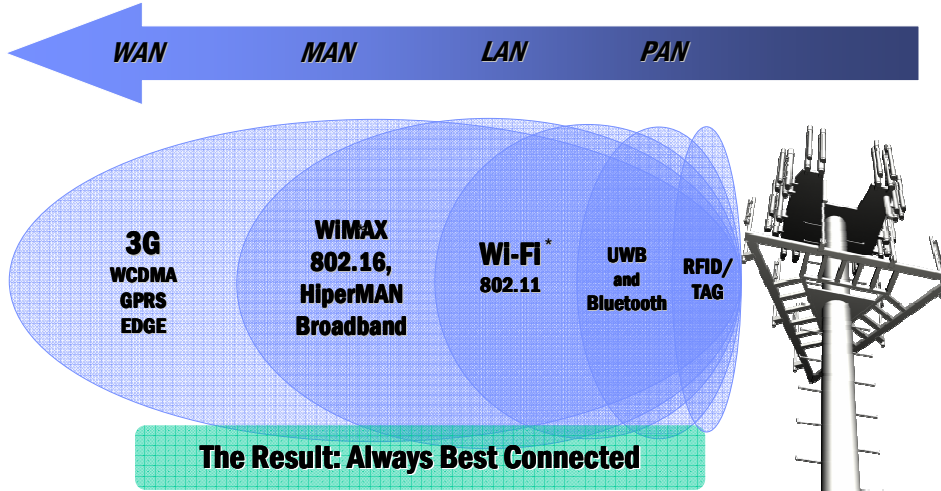 WAN MAN LAN PAN
3G
WCDMA
GPRS
EDGE
WiMAX
802.16,
HiperMAN
Broadband
Wi-Fi*
802.11
UWB
and
Bluetooth
RFID/
TAG
The Result: Always Best Connected